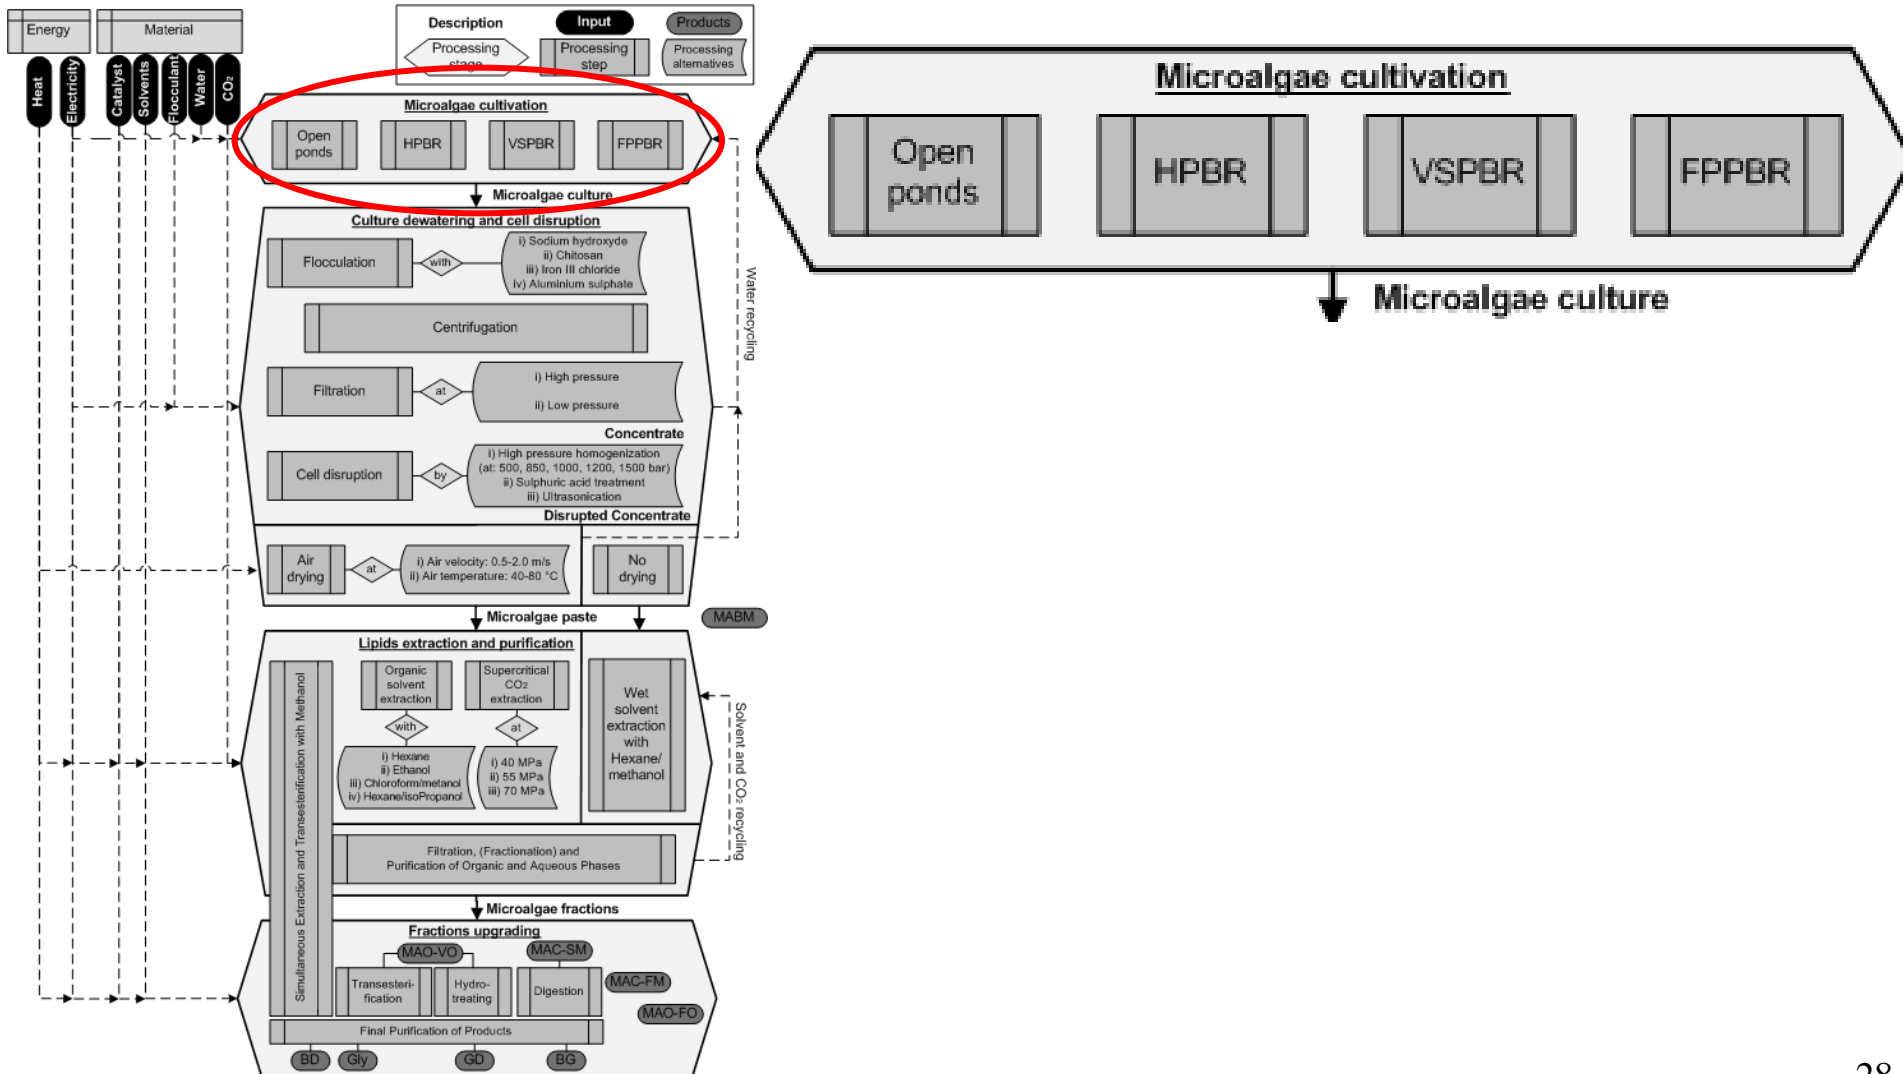 Energy
Material
Heat
Electricity
Catalyst
Solvents
Flocculant
Water
CO₂
Description
Input
Products
Processing
stage
Processing
step
Processing
alternatives
Microalgae cultivation
Open
ponds
HPBR
VSPBR
FPPBR
Microalgae culture
Culture dewatering and cell disruption
Flocculation
with
i) Sodium hydroxyde
ii) Chitosan
iii) Iron III chloride
iv) Aluminium sulphate
Centrifugation
Filtration
at
i) High pressure
ii) Low pressure
Concentrate
Cell disruption
by
i) High pressure homogenization
(at: 500, 850, 1000, 1200, 1500 bar)
ii) Sulphuric acid treatment
iii) Ultrasonication
Disrupted Concentrate
Air
drying
at
i) Air velocity: 0.5-2.0 m/s
ii) Air temperature: 40-80 °C
No
drying
Water recycling
Microalgae paste
MABM
Lipids extraction and purification
Simultaneous Extraction and Transesterification with Methanol
Organic
solvent
extraction
with
i) Hexane
ii) Ethanol
iii) Chloroform/metanol
iv) Hexane/isoPropanol
Supercritical
CO₂
extraction
at
i) 40 MPa
ii) 55 MPa
iii) 70 MPa
Wet
solvent
extraction
with
Hexane/
methanol
Solvent and CO₂ recycling
Filtration, (Fractionation) and
Purification of Organic and Aqueous Phases
Microalgae fractions
Fractions upgrading
MAO-VO
MAC-SM
Transesteri-
fication
Hydro-
treating
Digestion
MAC-FM
MAO-FO
Final Purification of Products
BD
Gly
GD
BG
Microalgae cultivation
Open
ponds
HPBR
VSPBR
FPPBR
Microalgae culture
28